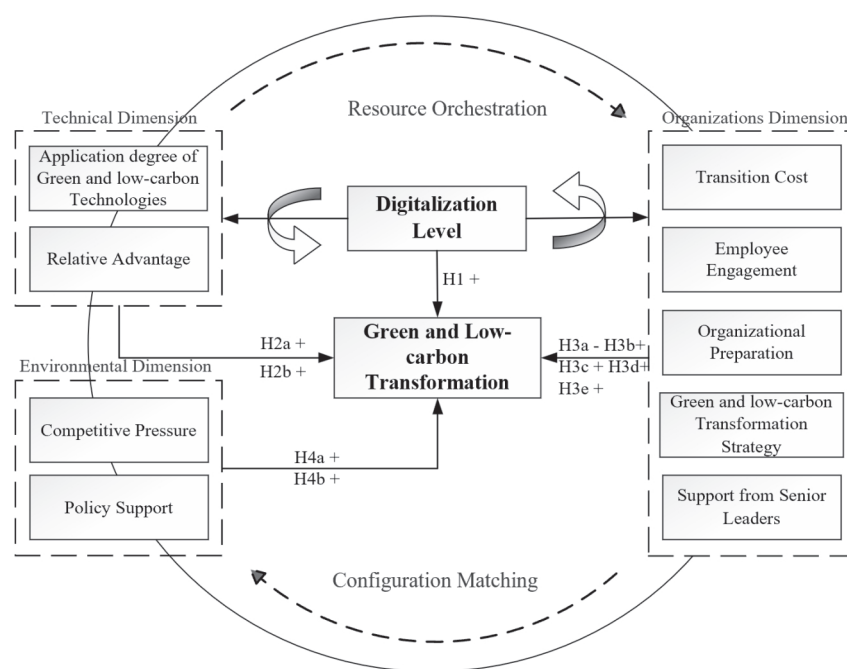 Resource Orchestration
Technical Dimension
Application degree of
Green and low-carbon
Technologies
Relative Advantage
Environmental Dimension
Competitive Pressure
Policy Support
Digitalization
Level
H1 +
Green and Low-
carbon
Transformation
H2a +
H2b +
H4a +
H4b +
H3a - H3b+
H3c + H3d+
H3e +
Organizations Dimension
Transition Cost
Employee
Engagement
Organizational
Preparation
Green and low-carbon
Transformation
Strategy
Support from Senior
Leaders
Configuration Matching